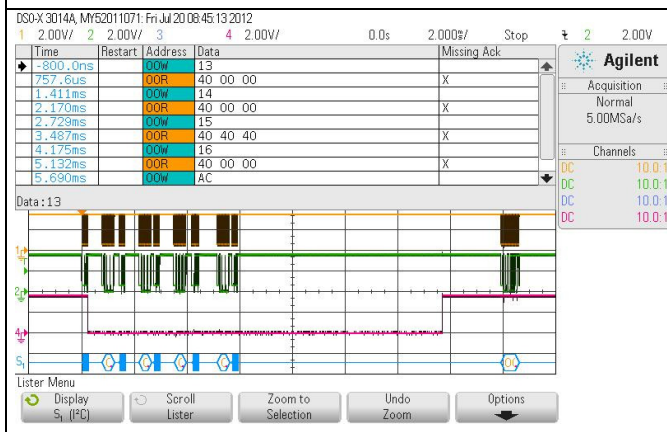 DSO-X 3014A, MY52011071: Fri Jul 20 08:45:13 2012
1 2.00V/ 2 2.00V/ 3 4 2.00V/ 0.0s 2.000%/ Stop 2 2.00V
Time Restart Address Data Missing Ack
-800.0ns 00W 13
757.6us 00R 40 00 00 X
1.411ms 00W 14
2.170ms 00R 40 00 00 X
2.729ms 00W 15
3.487ms 00R 40 40 40 X
4.175ms 00W 16
5.132ms 00R 40 00 00 X
5.690ms 00W AC
Data:13
Agilent
Acquisition
Normal
5.00MSa/s
Channels
DC 10.0:1
DC 10.0:1
DC 10.0:1
DC 10.0:1
1
2
4
S1
Lister Menu
Display
S1 (I²C)
Scroll
Lister
Zoom to
Selection
Undo
Zoom
Options